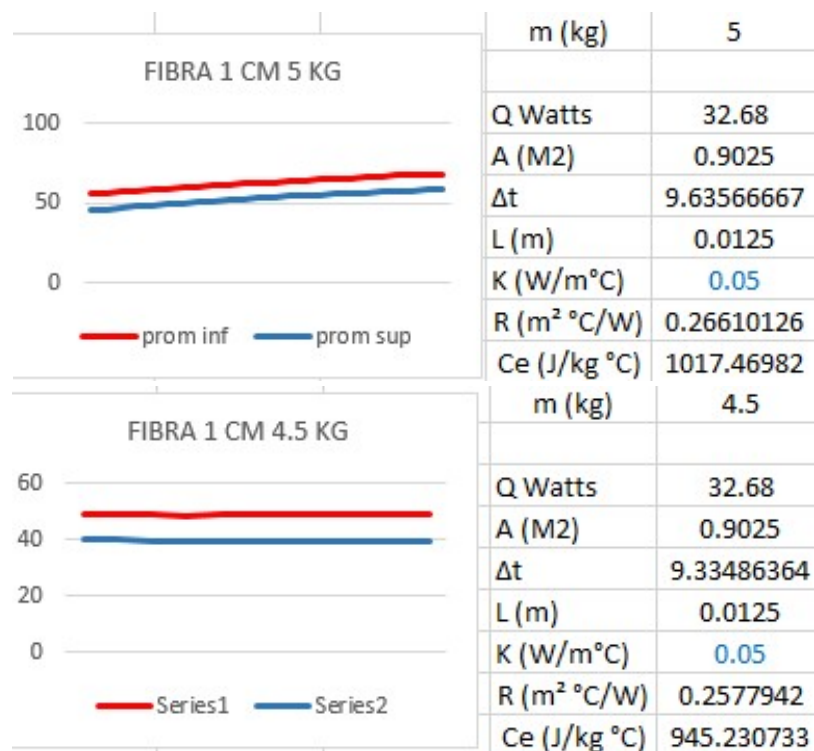 m (kg) 5
FIBRA 1 CM 5 KG
100
50
0
prom inf prom sup
Q Watts 32.68
A (M2) 0.9025
Δt 9.63566667
L (m) 0.0125
K (W/m°C) 0.05
R (m² °C/W) 0.26610126
Ce (J/kg °C) 1017.46982
m (kg) 4.5
FIBRA 1 CM 4.5 KG
60
40
20
0
Series1 Series2
Q Watts 32.68
A (M2) 0.9025
Δt 9.33486364
L (m) 0.0125
K (W/m°C) 0.05
R (m² °C/W) 0.2577942
Ce (J/kg °C) 945.230733